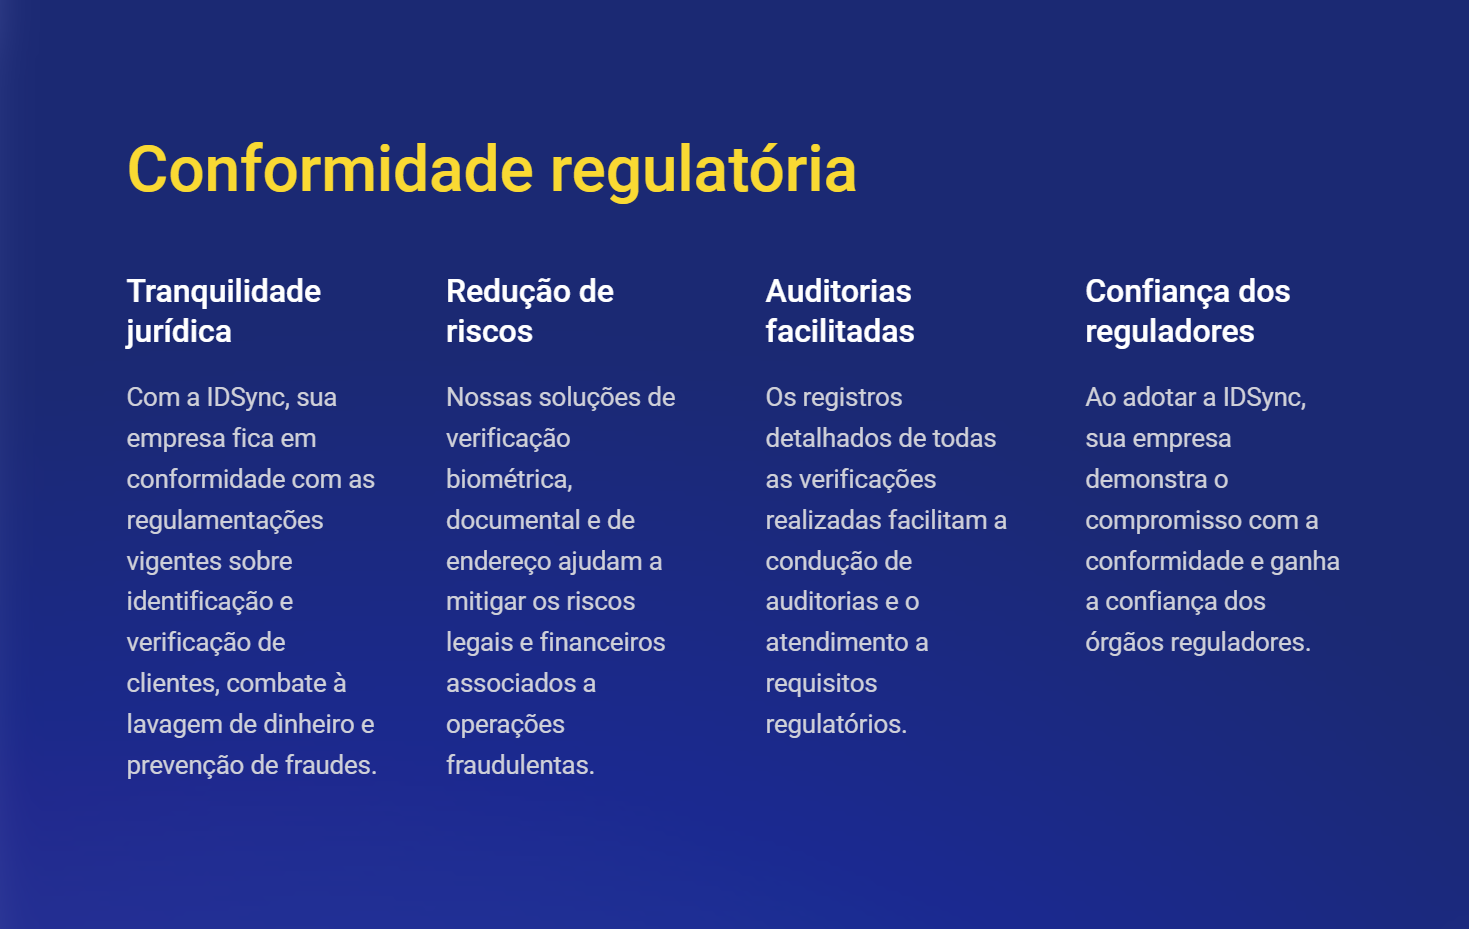 Conformidade regulatória
Tranquilidade
jurídica
Com a IDSync, sua
empresa fica em
conformidade com as
regulamentações
vigentes sobre
identificação e
verificação de
clientes, combate à
lavagem de dinheiro e
prevenção de fraudes.
Redução de
riscos
Nossas soluções de
verificação
biométrica,
documental e de
endereço ajudam a
mitigar os riscos
legais e financeiros
associados a
operações
fraudulentas.
Auditorias
facilitadas
Os registros
detalhados de todas
as verificações
realizadas facilitam a
condução de
auditorias e o
atendimento a
requisitos
regulatórios.
Confiança dos
reguladores
Ao adotar a IDSync,
sua empresa
demonstra o
compromisso com a
conformidade e ganha
a confiança dos
órgãos reguladores.